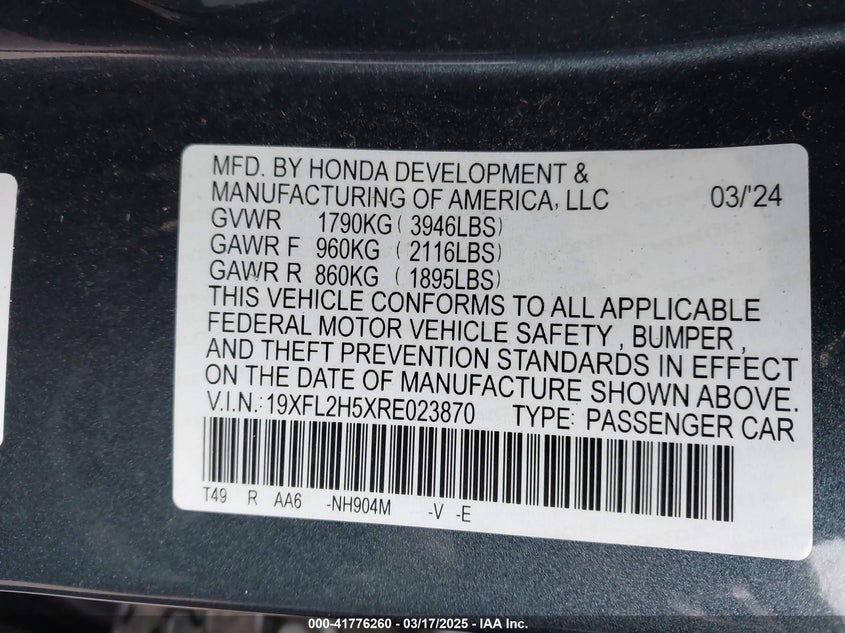 MFD. BY HONDA DEVELOPMENT &
MANUFACTURING OF AMERICA, LLC 03/'24
GVWR 1790KG ( 3946LBS)
GAWR F 960KG ( 2116LBS)
GAWR R 860KG ( 1895LBS)
THIS VEHICLE CONFORMS TO ALL APPLICABLE
FEDERAL MOTOR VEHICLE SAFETY , BUMPER ,
AND THEFT PREVENTION STANDARDS IN EFFECT
ON THE DATE OF MANUFACTURE SHOWN ABOVE.
V.I.N.:19XFL2H5XRE023870 TYPE: PASSENGER CAR
T49 R AA6 -NH904M -V -E
000-41776260 - 03/17/2025 - IAA Inc.